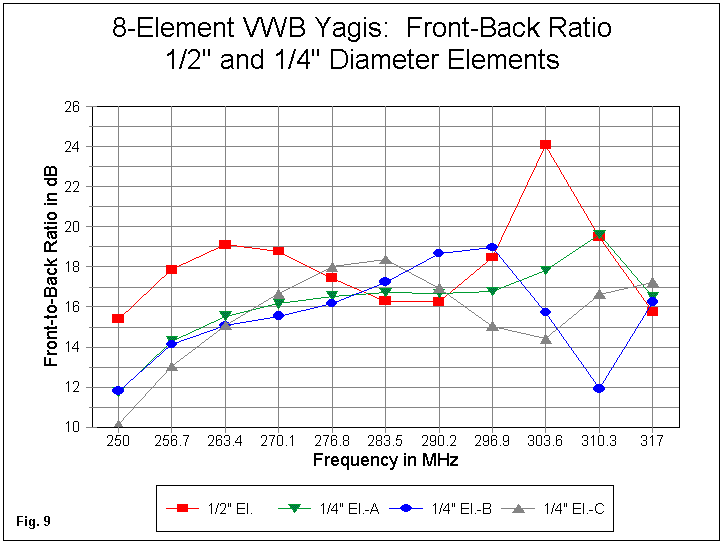 8-Element VWB Yagis:  Front-Back Ratio
1/2" and 1/4" Diameter Elements
Front-to-Back Ratio in dB
26
24
22
20
18
16
14
12
10
250 256.7 263.4 270.1 276.8 283.5 290.2 296.9 303.6 310.3 317
Frequency in MHz
1/2" El. 1/4" El.-A 1/4" El.-B 1/4" El.-C
Fig. 9